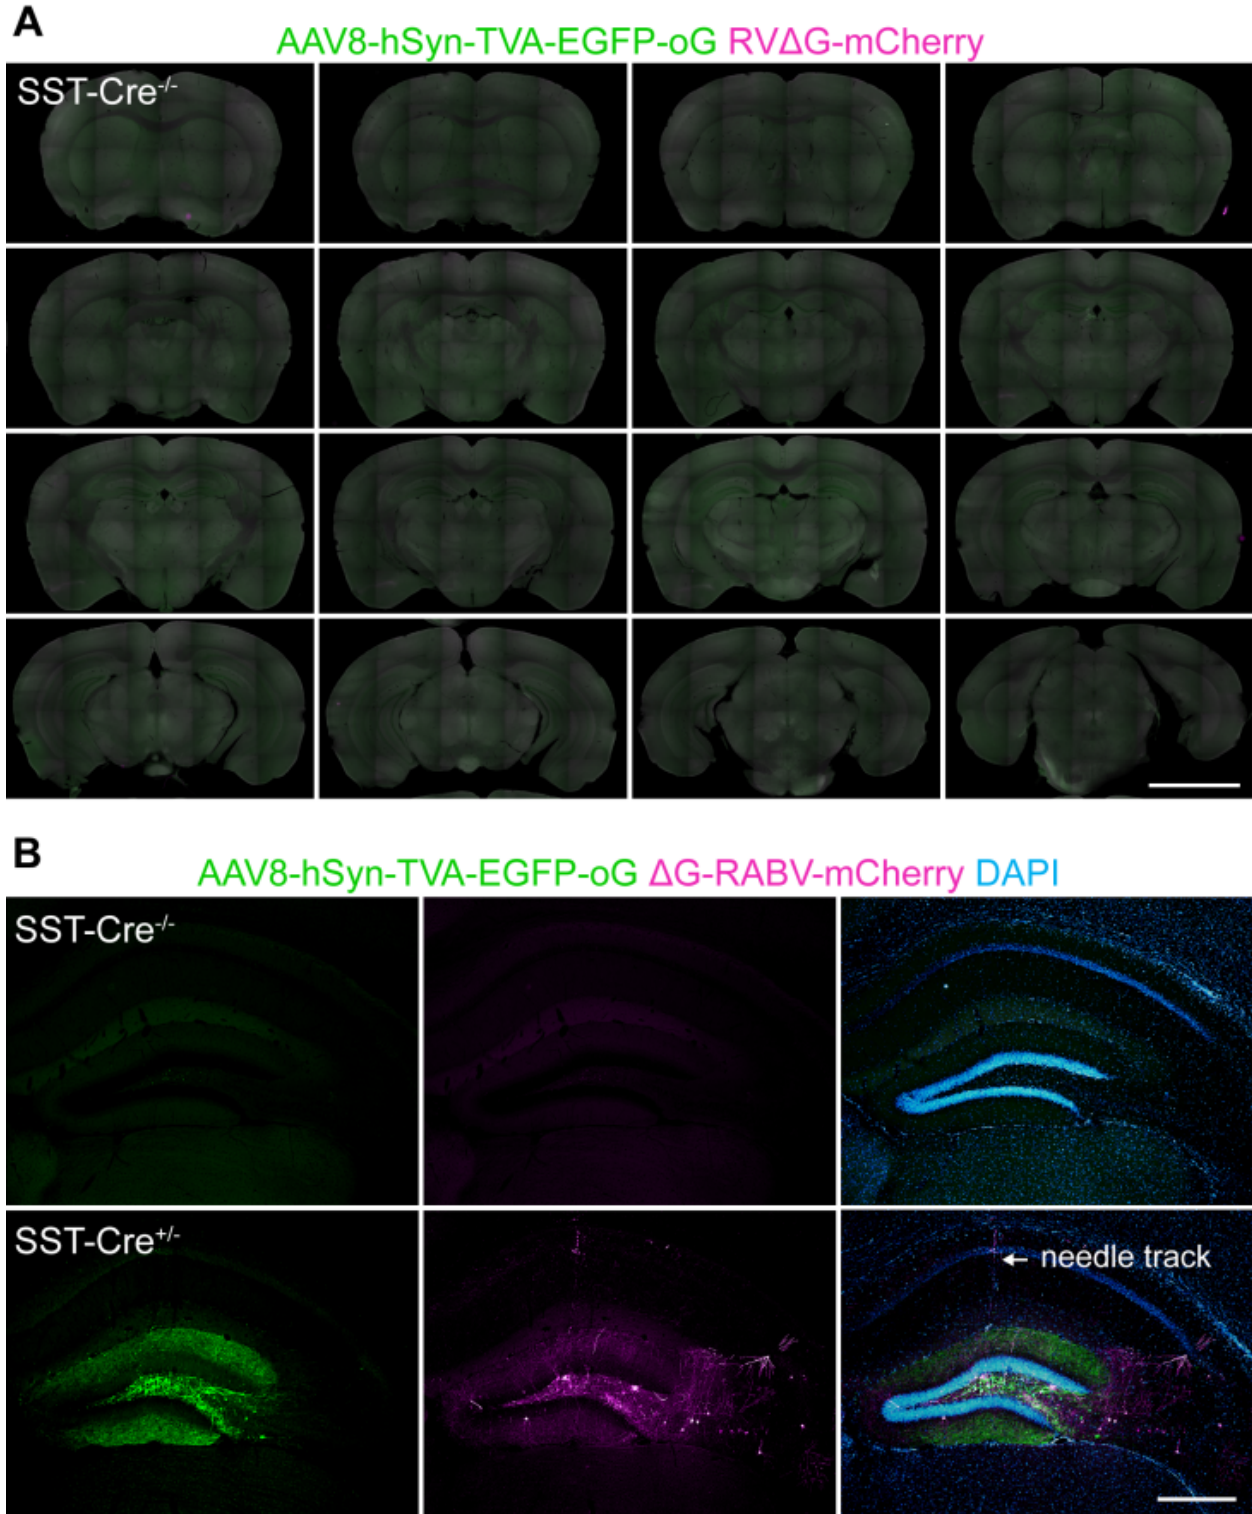 A
AAV8-hSyn-TVA-EGFP-oG RVΔG-mCherry
SST-Cre-/-
B
AAV8-hSyn-TVA-EGFP-oG ΔG-RABV-mCherry DAPI
SST-Cre-/-
SST-Cre+/-
needle track